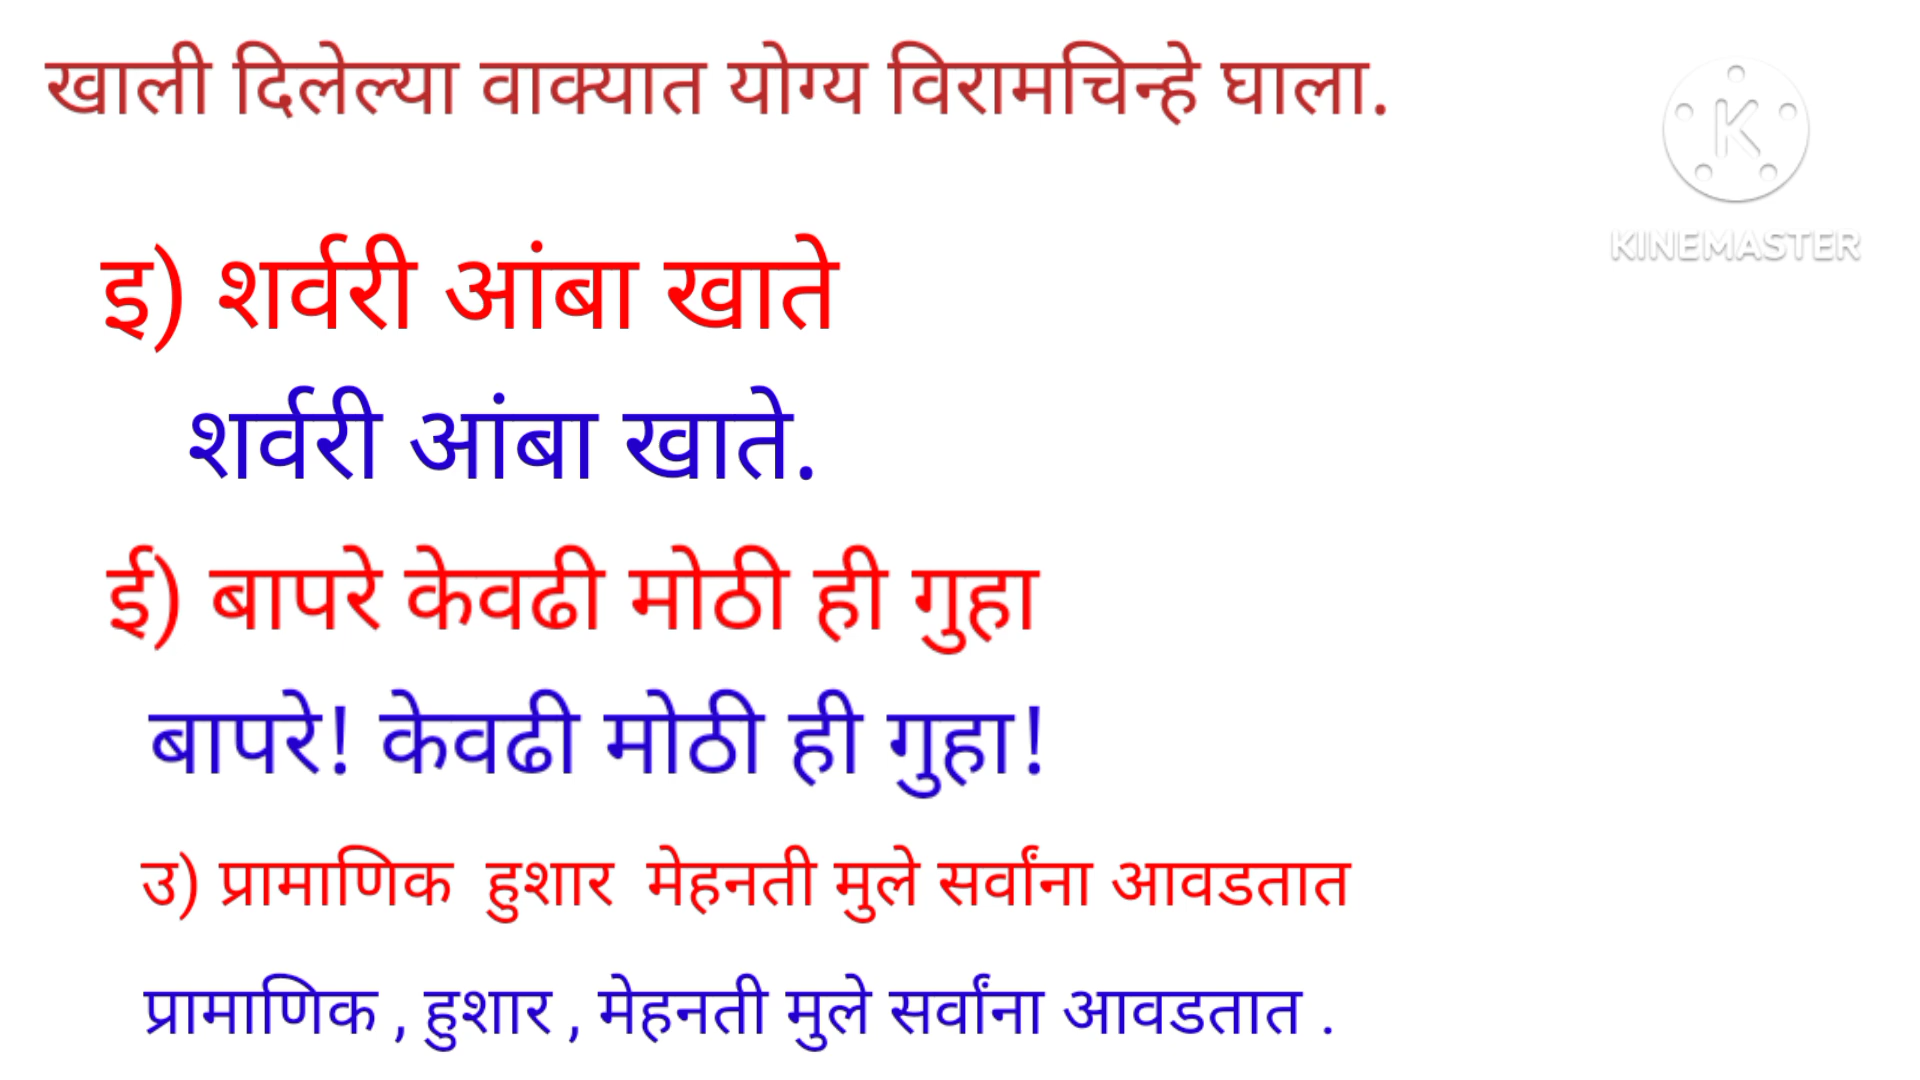 खाली दिलेल्या वाक्यात योग्य विरामचिन्हे घाला.
KINEMASTER
इ) शर्वरी आंबा खाते
शर्वरी आंबा खाते.
ई) बापरे केवढी मोठी ही गुहा
बापरे! केवढी मोठी ही गुहा!
उ) प्रामाणिक हुशार मेहनती मुले सर्वांना आवडतात
प्रामाणिक , हुशार , मेहनती मुले सर्वांना आवडतात .